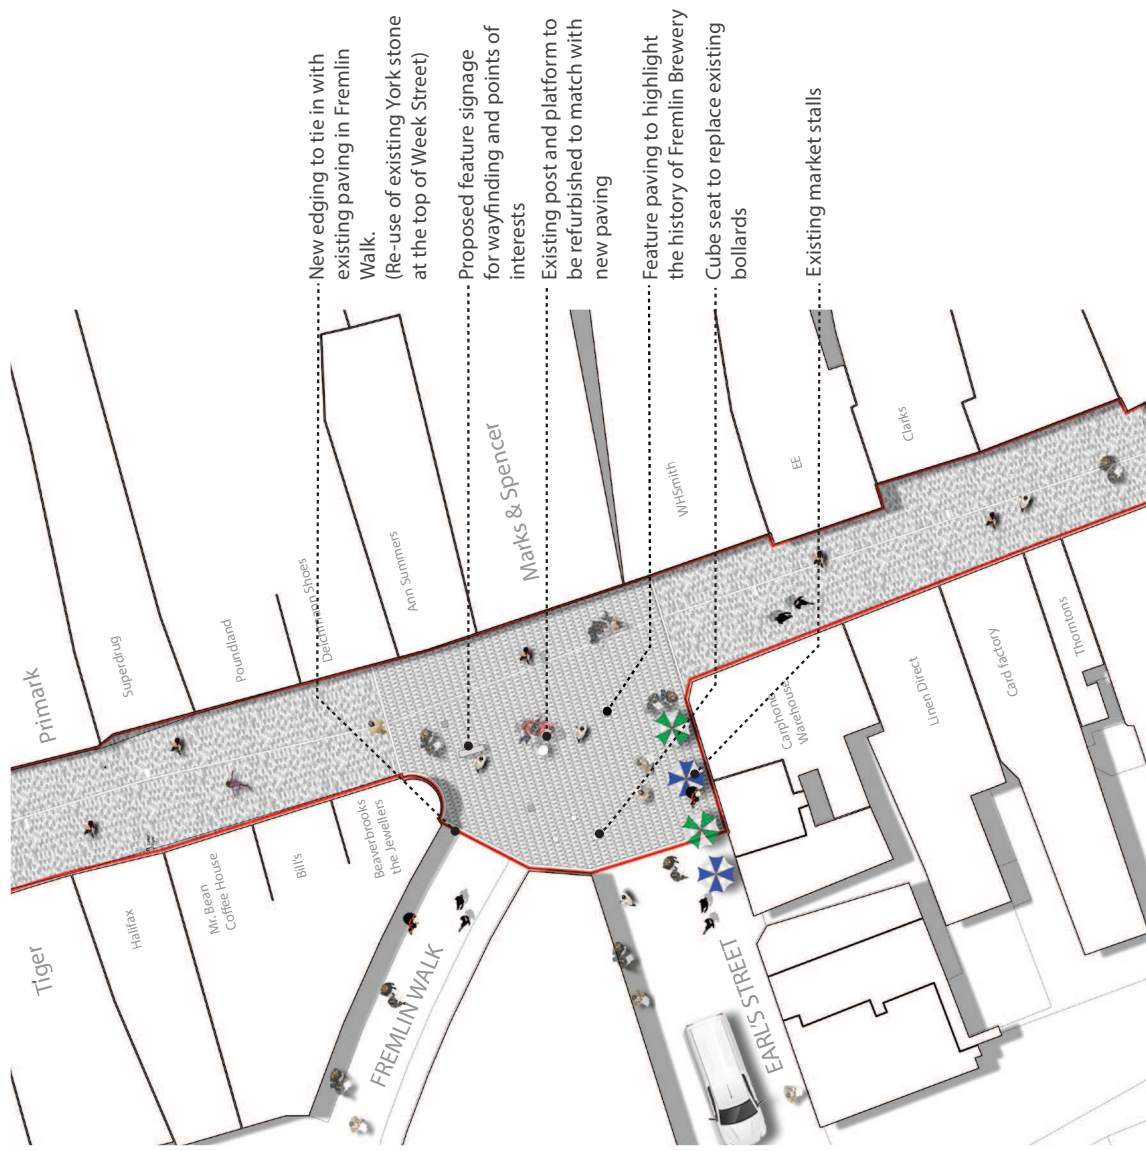 New edging to tie in with
existing paving in Fremlin
Walk.
(Re-use of existing York stone
at the top of Week Street)
Proposed feature signage
for wayfinding and points of
interests
Existing post and platform to
be refurbished to match with
new paving
Feature paving to highlight
the history of Fremlin Brewery
Cube seat to replace existing
bollards
Existing market stalls
Primark
Superdrug
Poundland
Deichmann Shoes
Ann Summers
Marks & Spencer
WHSmith
EE
Clarks
Tiger
Halifax
Mr. Bean
Coffee House
Bill's
Beaverbrooks
the Jewellers
FREMLIN WALK
EARL'S STREET
Carphone
Warehouse
Linen Direct
Card factory
Thorntons